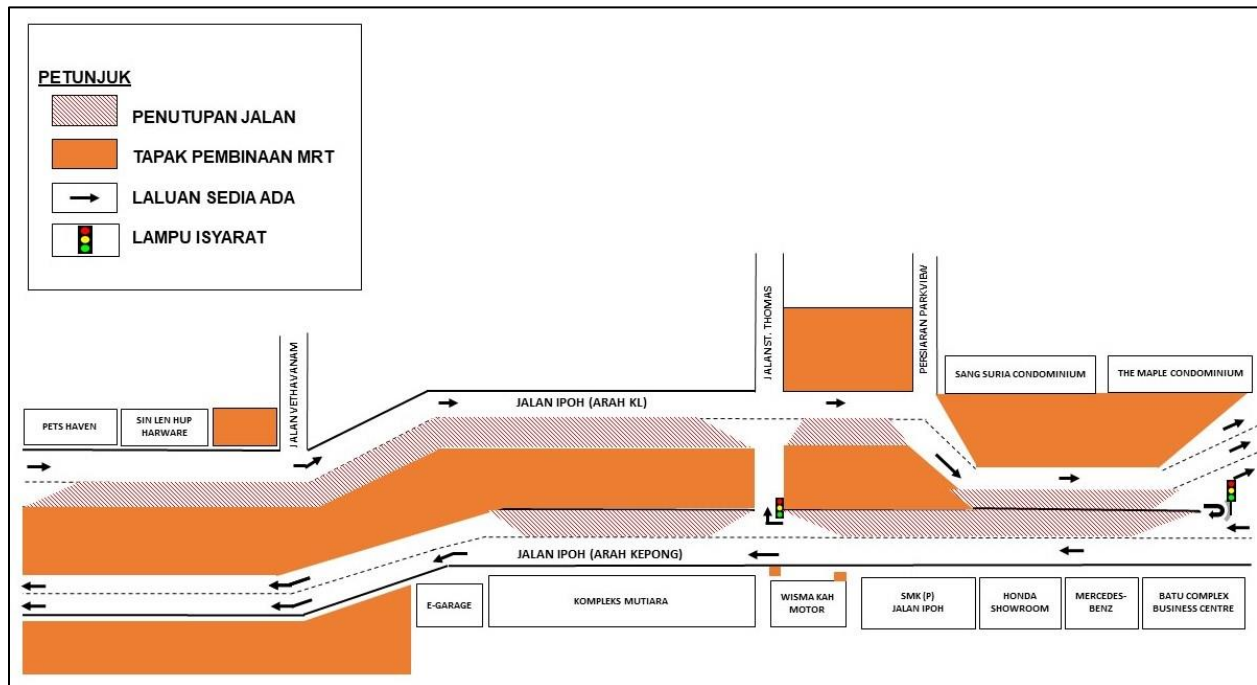 PETUNJUK
PENUTUPAN JALAN
TAPAK PEMBINAAN MRT
LALUAN SEDIA ADA
LAMPU ISYARAT
JALAN VETHAVANAM
JALAN ST. THOMAS
PERSIARAN PARKVIEW
SANG SURIA CONDOMINIUM
THE MAPLE CONDOMINIUM
PETS HAVEN
SIN LEN HUP
HARWARE
JALAN IPOH (ARAH KL)
JALAN IPOH (ARAH KEPONG)
E-GARAGE
KOMPLEKS MUTIARA
WISMA KAH
MOTOR
SMK (P)
JALAN IPOH
HONDA
SHOWROOM
MERCEDES-
BENZ
BATU COMPLEX
BUSINESS CENTRE